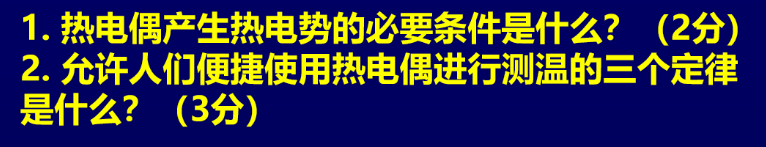 1. 热电偶产生热电势的必要条件是什么？（2分）
2. 允许人们便捷使用热电偶进行测温的三个定律
是什么？（3分）